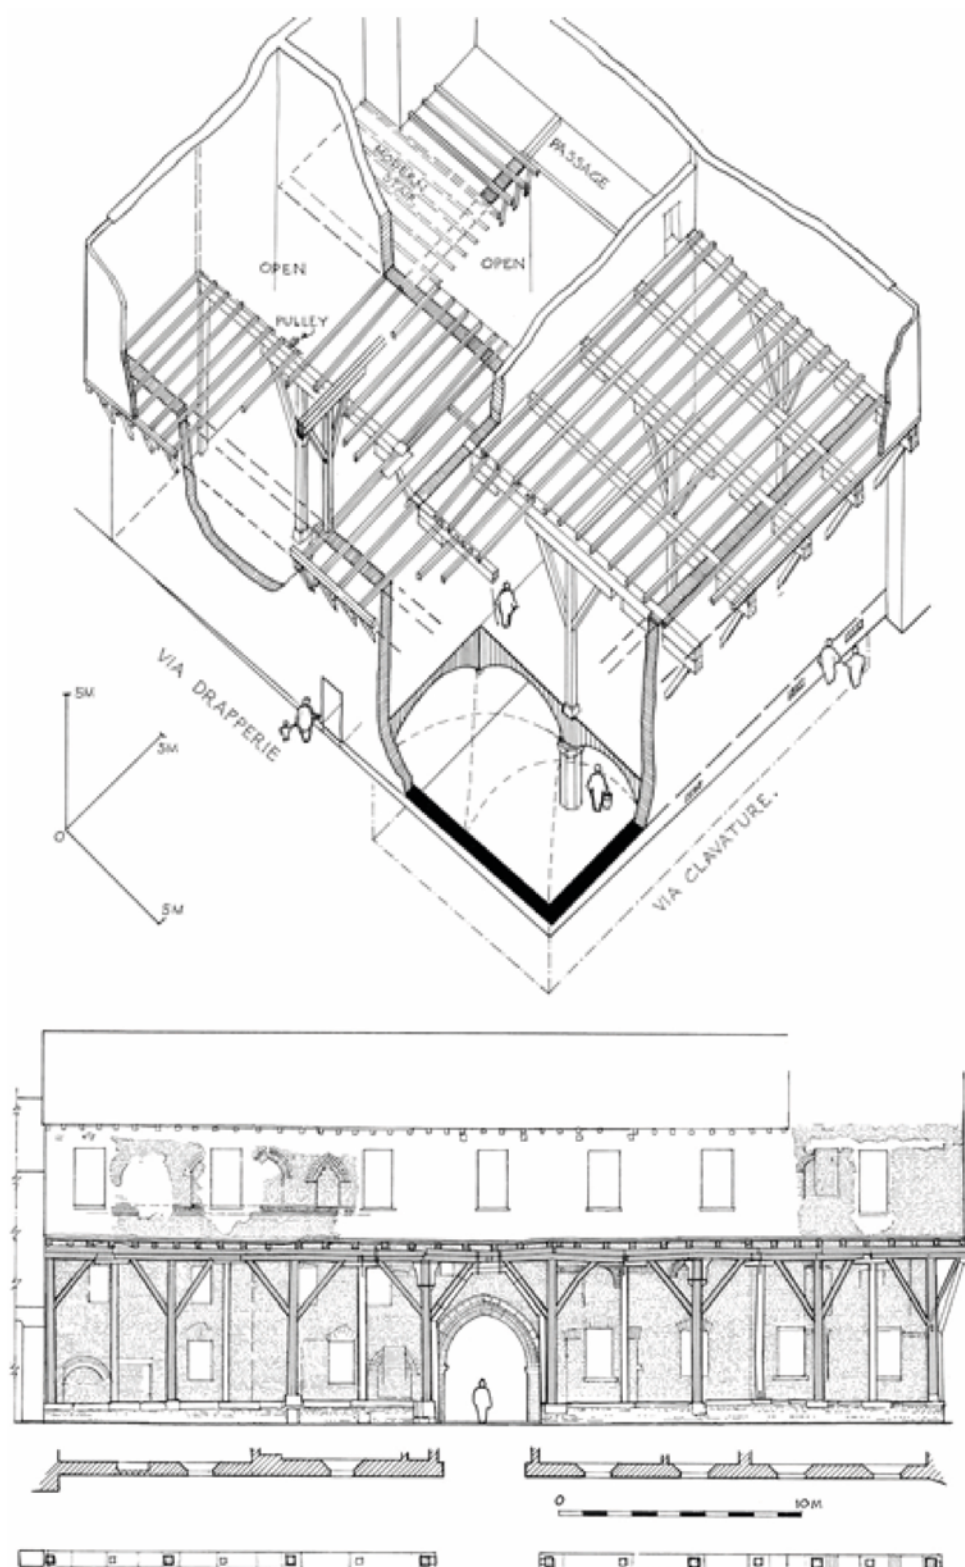 PASSAGE
MODERN
STAIR
OPEN
OPEN
PULLEY
VIA DRAPPERIE
5M
5M
0
5M
VIA CLAVATURE.
0 10M